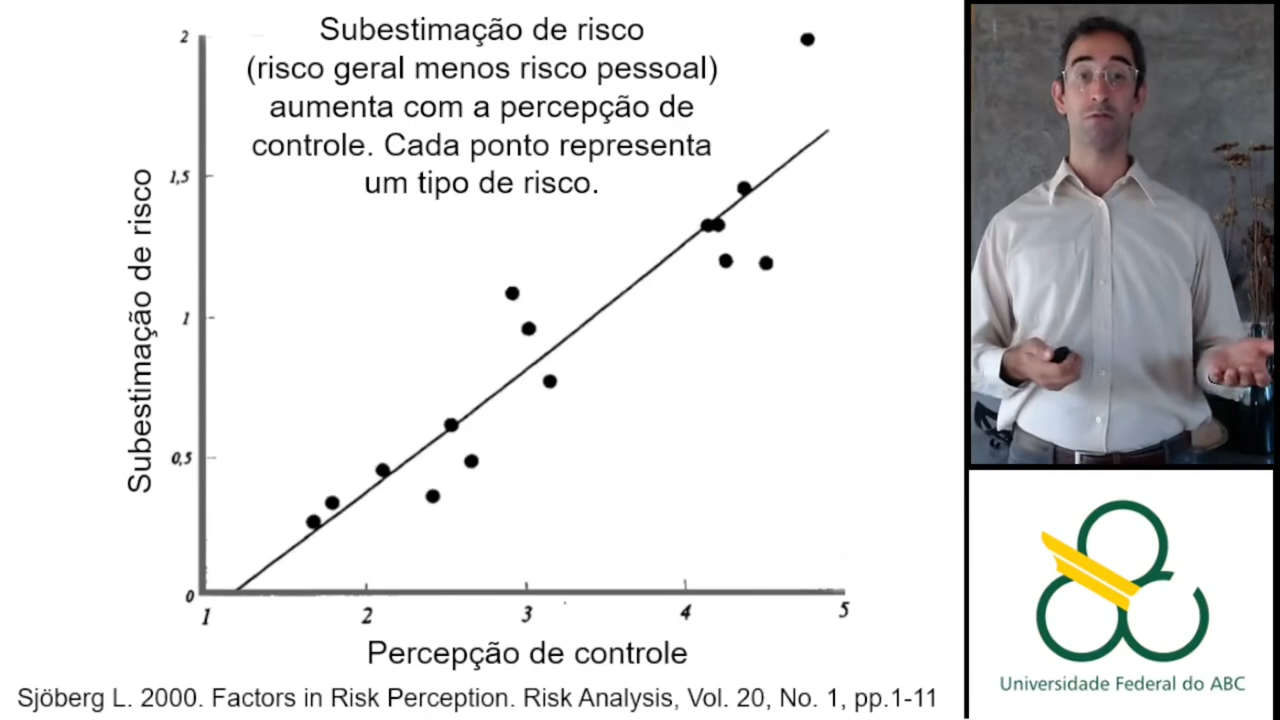 Subestimação de risco
(risco geral menos risco pessoal)
aumenta com a percepção de
controle. Cada ponto representa
um tipo de risco.
Subestimação de risco
2
1,5
1
0,5
0
1 2 3 4 5
Percepção de controle
Sjöberg L. 2000. Factors in Risk Perception. Risk Analysis, Vol. 20, No. 1, pp.1-11
Universidade Federal do ABC